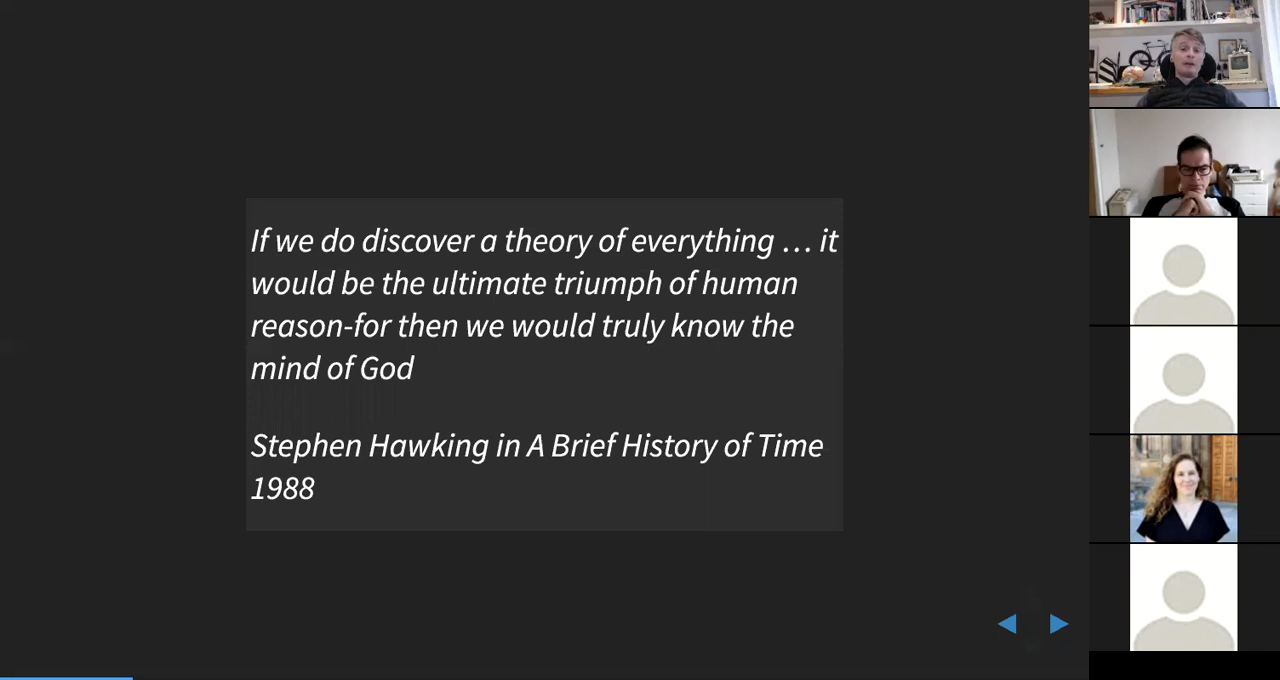 If we do discover a theory of everything … it
would be the ultimate triumph of human
reason-for then we would truly know the
mind of God
Stephen Hawking in A Brief History of Time
1988